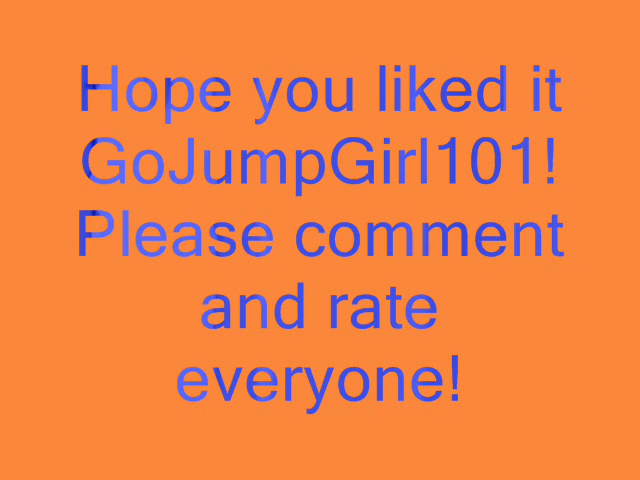 Hope you liked it
GoJumpGirl101!
Please comment
and rate
everyone!